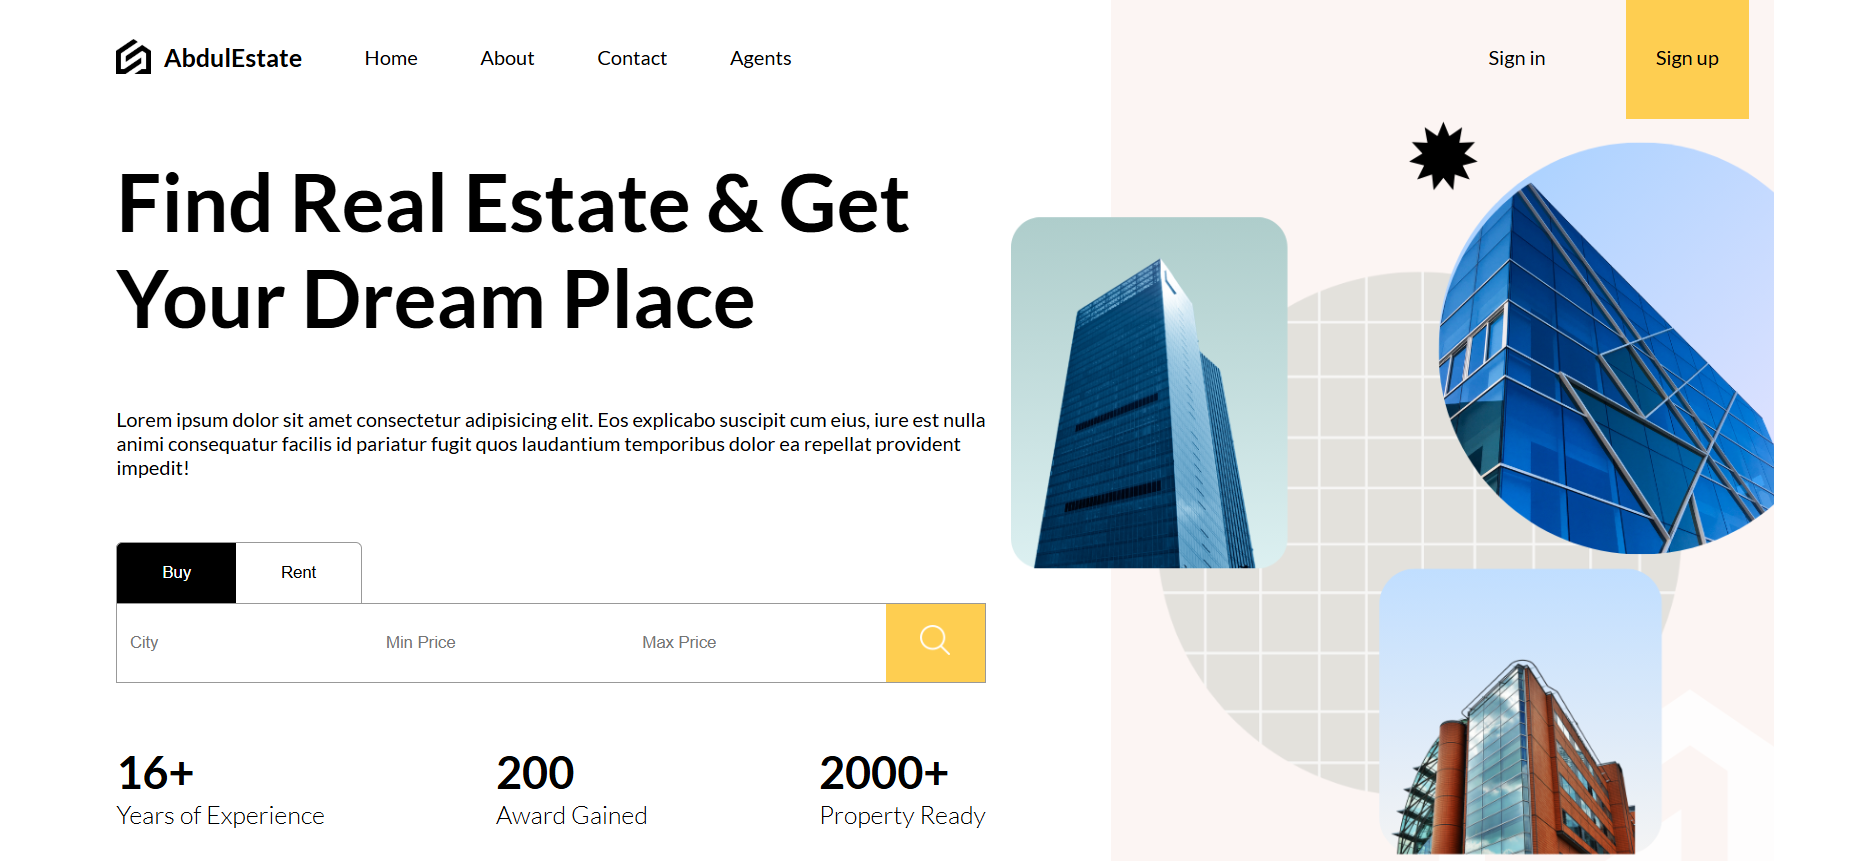 AbdulEstate
Home
About
Contact
Agents
Sign in
Sign up
Find Real Estate & Get
Your Dream Place
Lorem ipsum dolor sit amet consectetur adipisicing elit. Eos explicabo suscipit cum eius, iure est nulla
animi consequatur facilis id pariatur fugit quos laudantium temporibus dolor ea repellat provident
impedit!
Buy
Rent
City
Min Price
Max Price
16+
Years of Experience
200
Award Gained
2000+
Property Ready